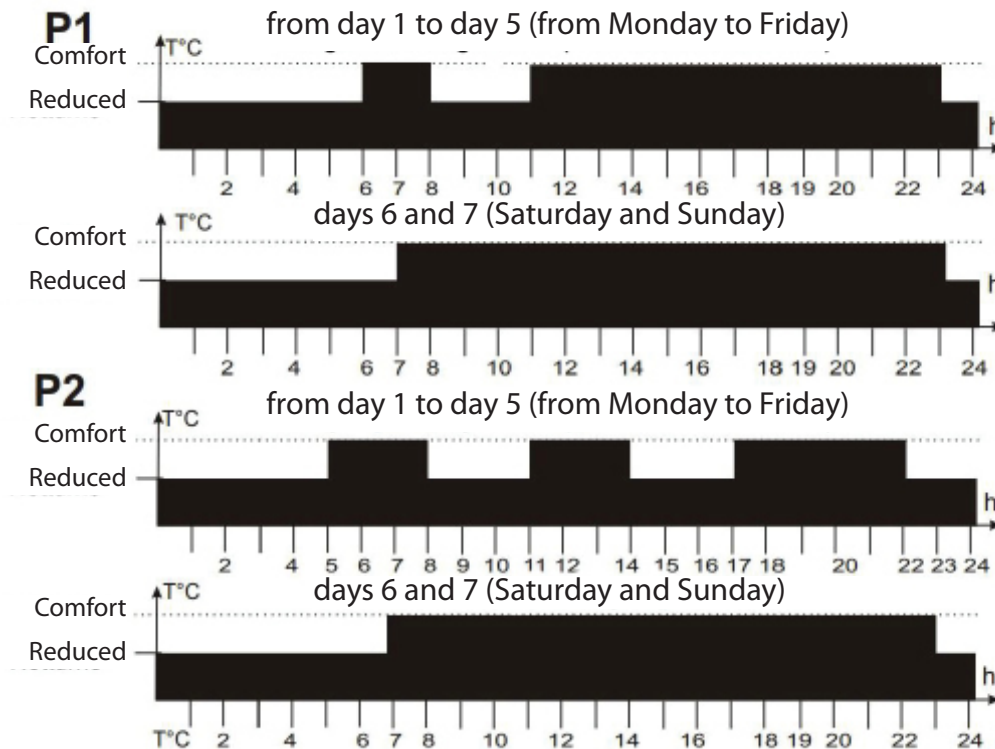 P1
from day 1 to day 5 (from Monday to Friday)
T°C
Comfort
Reduced
h
2 4 6 7 8 10 12 14 16 18 19 20 22 24
days 6 and 7 (Saturday and Sunday)
T°C
Comfort
Reduced
h
2 4 6 7 8 10 12 14 16 18 19 20 22 24
P2
from day 1 to day 5 (from Monday to Friday)
T°C
Comfort
Reduced
h
2 4 5 6 7 8 9 10 11 12 14 15 16 17 18 20 22 23 24
days 6 and 7 (Saturday and Sunday)
T°C
Comfort
Reduced
h
T°C 2 4 6 7 8 10 12 14 16 18 19 20 22 24